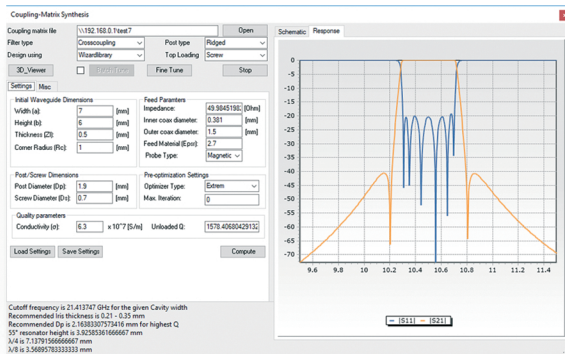 Coupling-Matrix Synthesis
Coupling matrix file \\192.168.0.1\test7 Open
Filter type Crosscoupling Post type Ridged
Design using Wizardlibrary Top Loading Screw
3D_Viewer Fine Tune Stop
Settings Misc
Initial Waveguide Dimensions
Width (a): 7 [mm]
Height (b): 6 [mm]
Thickness (Zl): 0.5 [mm]
Corner Radius (Rc): 1 [mm]
Feed Paramters
Impedance: 49.98451982 [Ohm]
Inner coax diameter: 0.381 [mm]
Outer coax diameter: 1.5 [mm]
Feed Material (Epsr): 2.7
Probe Type: Magnetic
Post/Screw Dimensions
Post Diameter (Dp): 1.9 [mm]
Screw Diameter (Ds): 0.7 [mm]
Pre-optimization Settings
Optimizer Type: Extrem
Max. Iteration: 0
Quality parameters
Conductivity (σ): 6.3 x 10^7 [S/m] Unloaded Q: 1578.40680429132
Load Settings Save Settings Compute
Cutoff frequency is 21.413747 GHz for the given Cavity width
Recommended Iris thickness is 0.21 - 0.35 mm
Recommended Dp is 2.16383307573416 mm for highest Q
55° resonator height is 3.92585361666667 mm
λ/4 is 7.13791566666667 mm
λ/8 is 3.56895783333333 mm
Schematic Response
0
-5
-10
-15
-20
-25
-30
-35
-40
-45
-50
-55
-60
-65
-70
9.6 9.8 10 10.2 10.4 10.6 10.8 11 11.2 11.4
|S11| |S21|